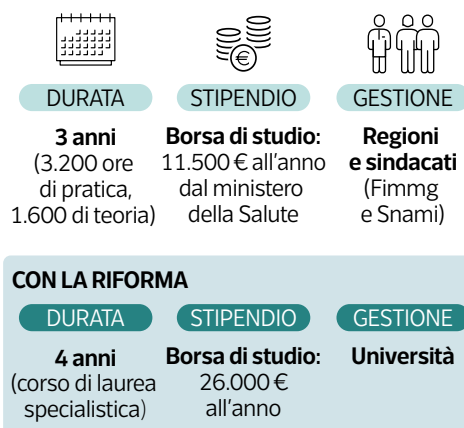 DURATA
3 anni
(3.200 ore
di pratica,
1.600 di teoria)
STIPENDIO
Borsa di studio:
11.500 € all'anno
dal ministero
della Salute
GESTIONE
Regioni
e sindacati
(Fimmg
e Snami)
CON LA RIFORMA
DURATA
4 anni
(corso di laurea
specialistica)
STIPENDIO
Borsa di studio:
26.000 €
all'anno
GESTIONE
Università